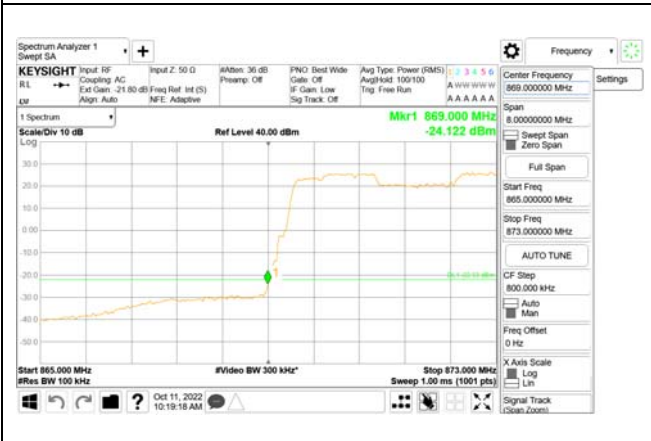 Spectrum Analyzer 1
Swept SA
+
Frequency
KEYSIGHT
Input: RF
Input Z: 50 Ω
#Atten: 36 dB
PNO: Best Wide
Avg Type: Power (RMS)
1 2 3 4 5 6
RL
Coupling: AC
Preamp: Off
Gate: Off
Avg|Hold: 100/100
A W W W W W
Ext Gain: -21.80 dB
Freq Ref: Int (S)
IF Gain: Low
Trig: Free Run
Align: Auto
NFE: Adaptive
Sig Track: Off
A A A A A A
1 Spectrum
Mkr1 869.000 MHz
Scale/Div 10 dB
Ref Level 40.00 dBm
-24.122 dBm
Log
30.0
20.0
10.0
0.00
-10.0
-20.0
1
-30.0
-40.0
-50.0
Start 865.000 MHz
#Video BW 300 kHz*
Stop 873.000 MHz
#Res BW 100 kHz
Sweep 1.00 ms (1001 pts)
?
Oct 11, 2022
10:19:18 AM
Center Frequency
869.000000 MHz
Settings
Span
8.00000000 MHz
Swept Span
Zero Span
Full Span
Start Freq
865.000000 MHz
Stop Freq
873.000000 MHz
AUTO TUNE
CF Step
800.000 kHz
Auto
Man
Freq Offset
0 Hz
X Axis Scale
Log
Lin
Signal Track
(Span Zoom)